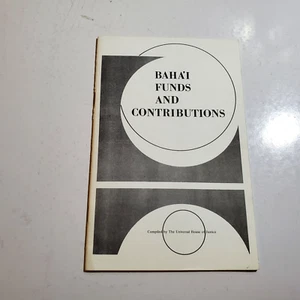 BAHÁ'Í
FUNDS
AND
CONTRIBUTIONS
Compiled by The Universal House of Justice